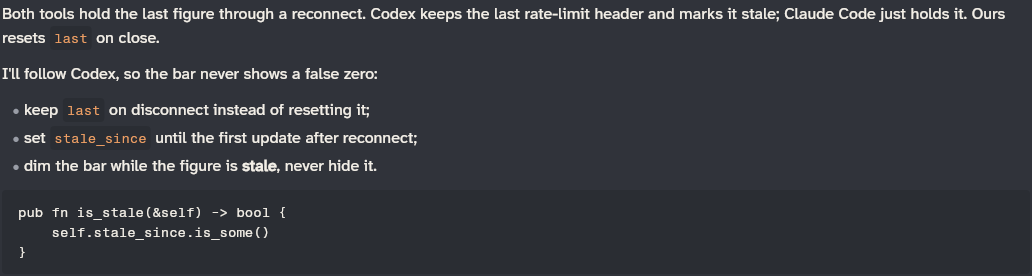 Both tools hold the last figure through a reconnect. Codex keeps the last rate-limit header and marks it stale; Claude Code just holds it. Ours
resets last on close.
I'll follow Codex, so the bar never shows a false zero:
• keep last on disconnect instead of resetting it;
• set stale_since until the first update after reconnect;
• dim the bar while the figure is stale, never hide it.
pub fn is_stale(&self) -> bool {
    self.stale_since.is_some()
}